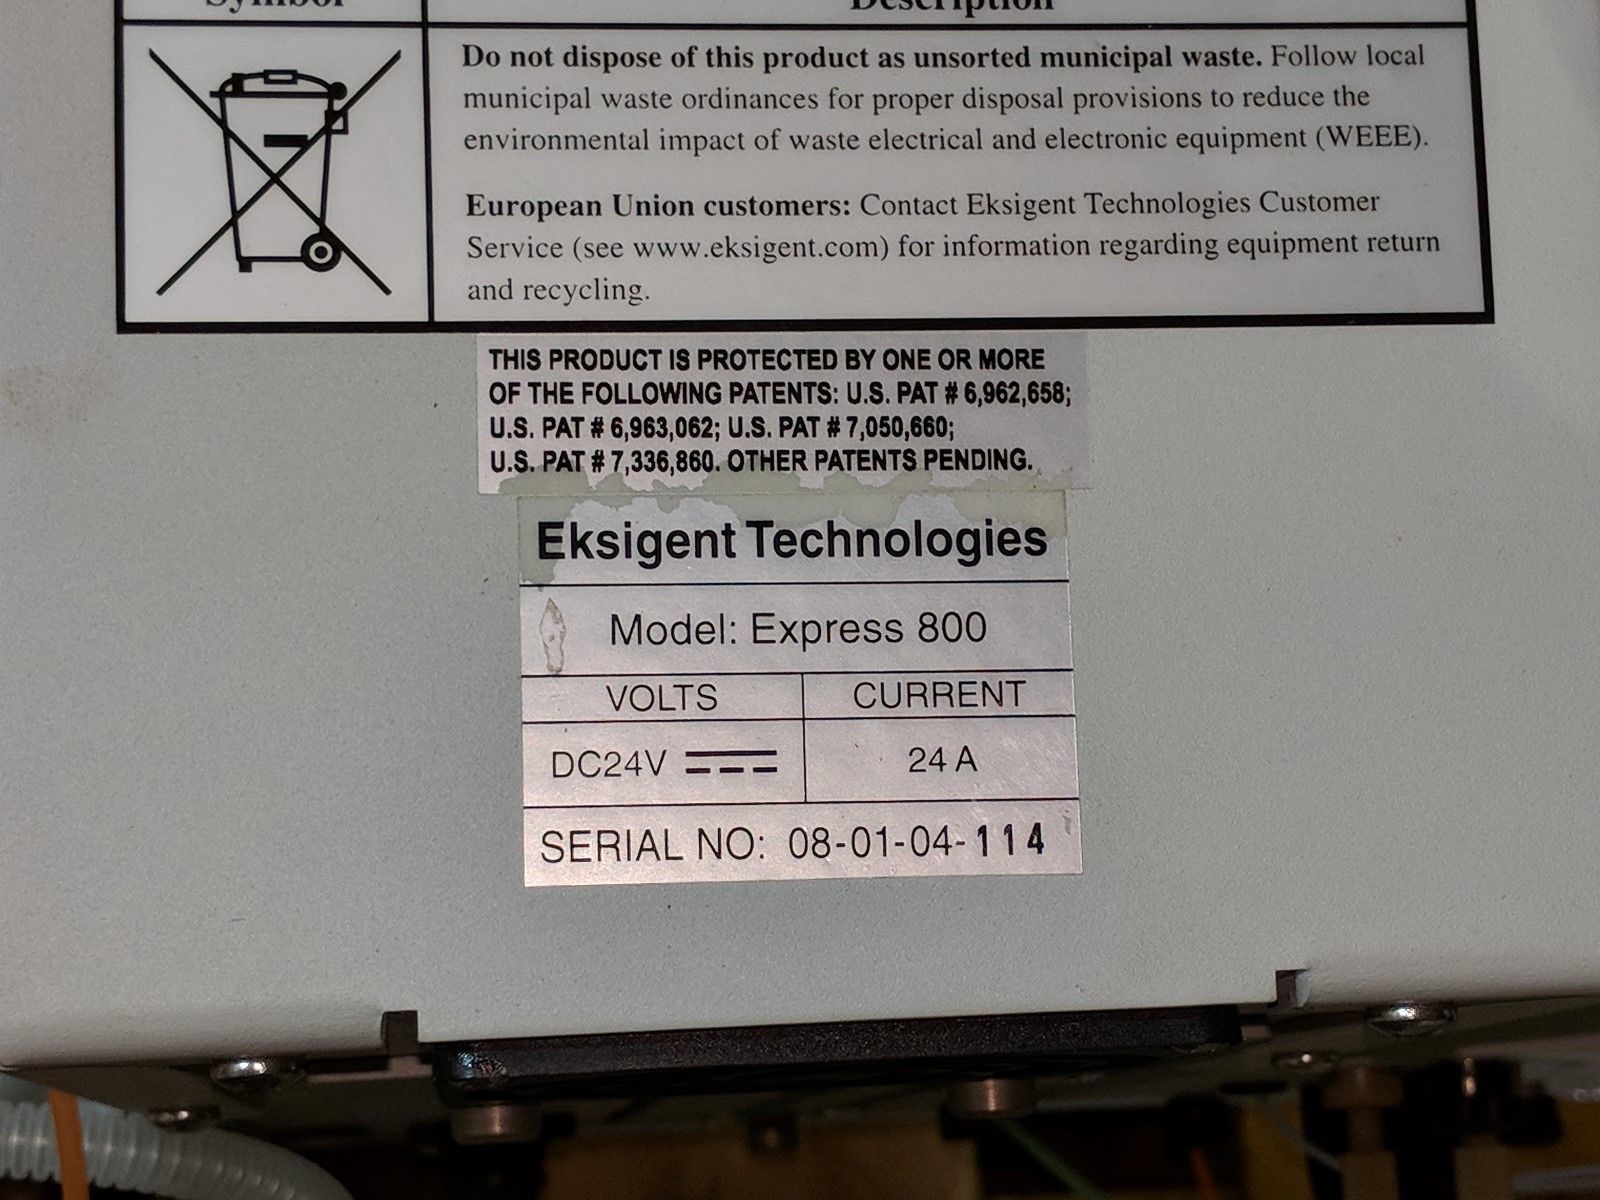 Symbol Description
Do not dispose of this product as unsorted municipal waste. Follow local
municipal waste ordinances for proper disposal provisions to reduce the
environmental impact of waste electrical and electronic equipment (WEEE).
European Union customers: Contact Eksigent Technologies Customer
Service (see www.eksigent.com) for information regarding equipment return
and recycling.
THIS PRODUCT IS PROTECTED BY ONE OR MORE
OF THE FOLLOWING PATENTS: U.S. PAT # 6,962,658;
U.S. PAT # 6,963,062; U.S. PAT # 7,050,660;
U.S. PAT # 7,336,860. OTHER PATENTS PENDING.
Eksigent Technologies
Model: Express 800
VOLTS CURRENT
DC24V 24 A
SERIAL NO: 08-01-04-114